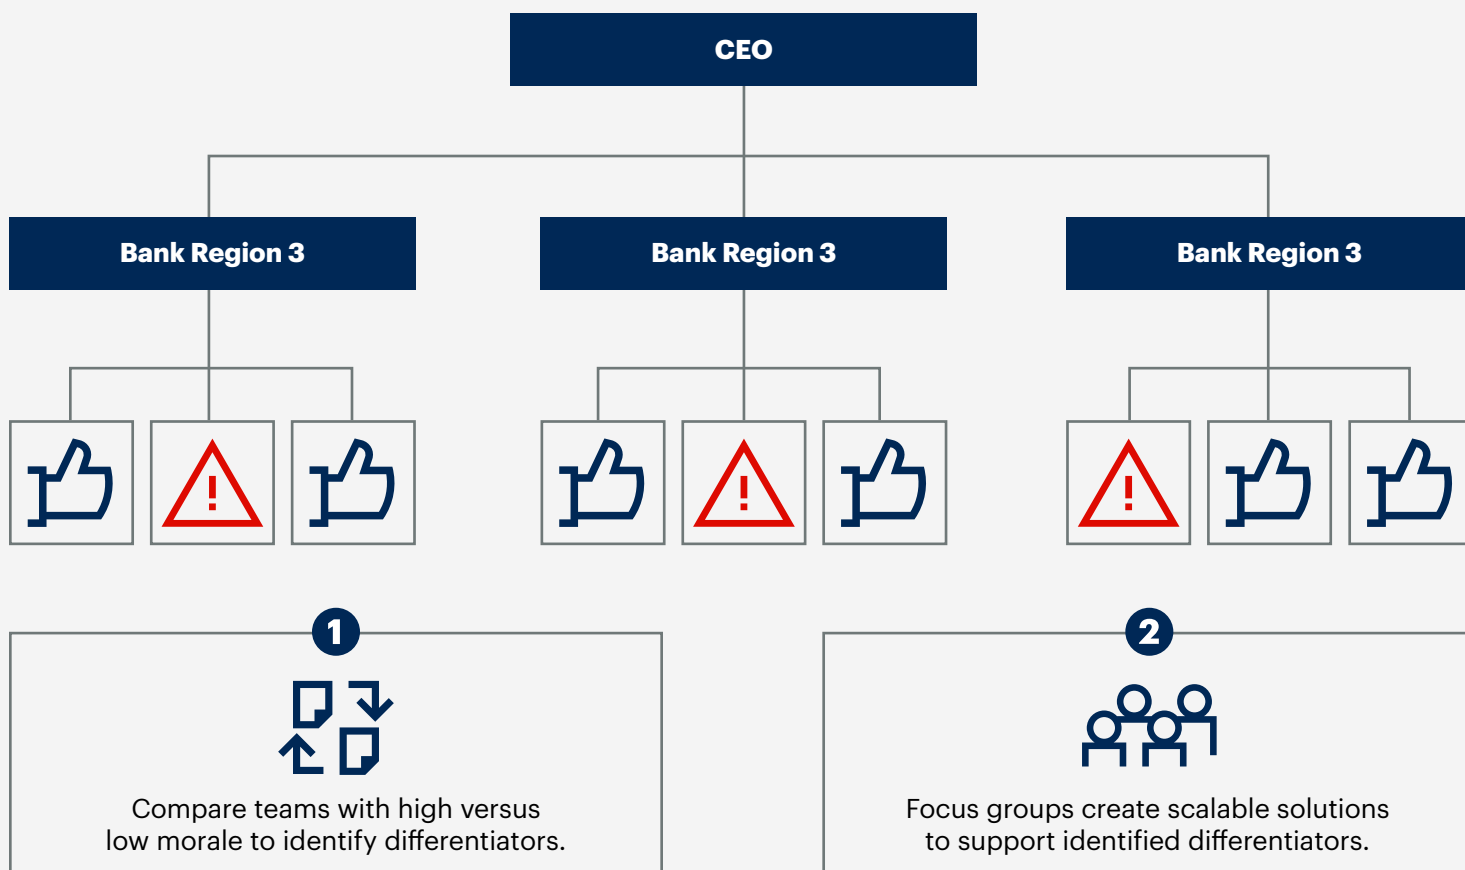 CEO
Bank Region 3
Bank Region 3
Bank Region 3
1
2
Compare teams with high versus
low morale to identify differentiators.
Focus groups create scalable solutions
to support identified differentiators.